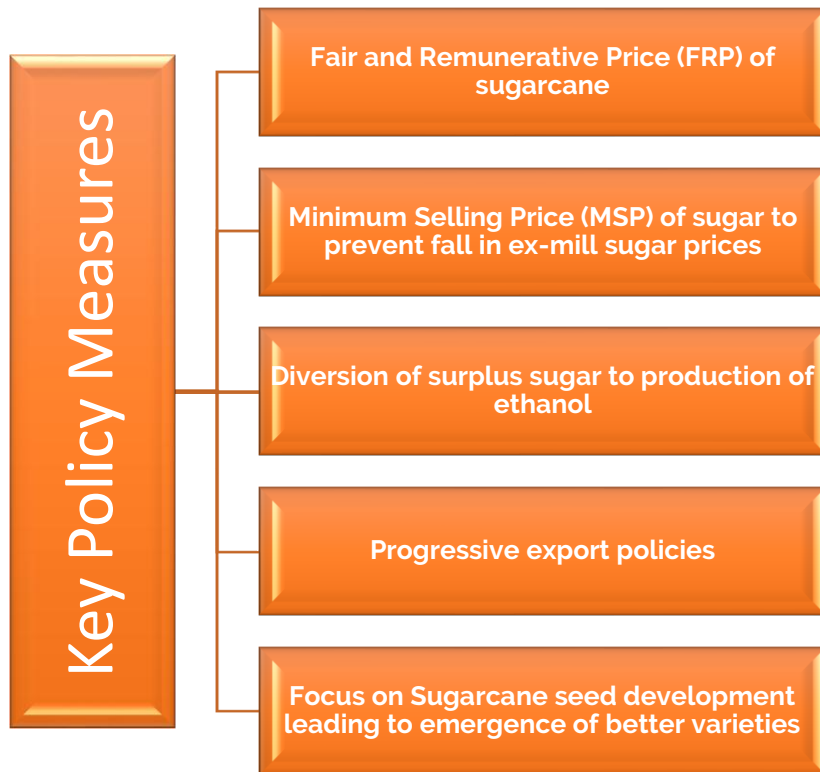 Key Policy Measures
Fair and Remunerative Price (FRP) of
sugarcane
Minimum Selling Price (MSP) of sugar to
prevent fall in ex-mill sugar prices
Diversion of surplus sugar to production of
ethanol
Progressive export policies
Focus on Sugarcane seed development
leading to emergence of better varieties